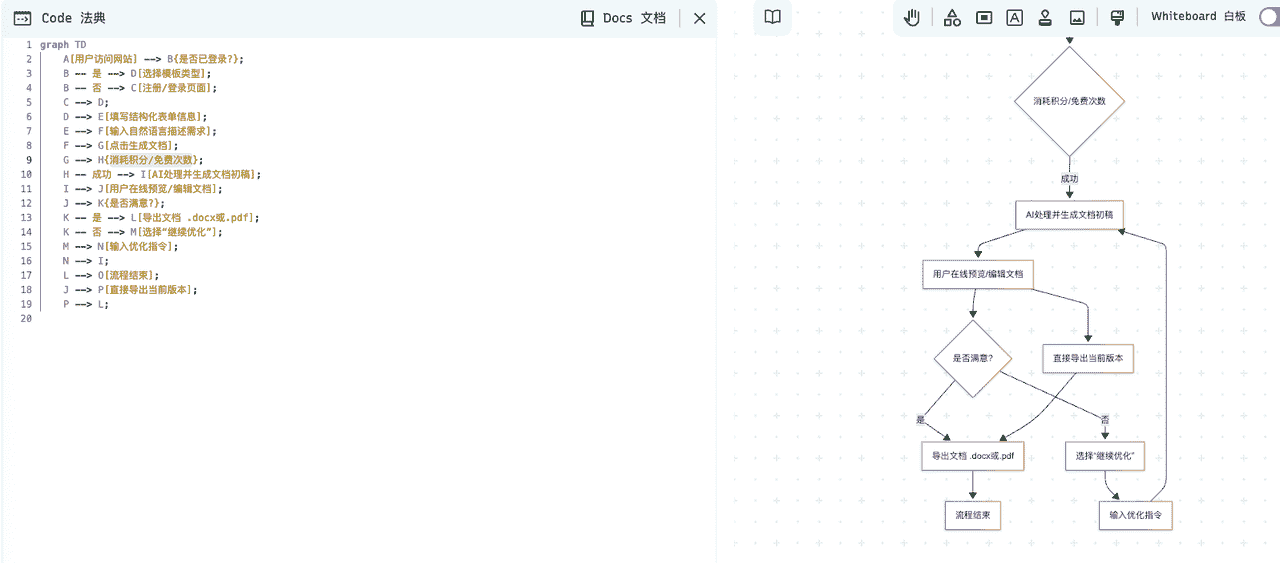 Code 法典
Docs 文档
Whiteboard 白板
1 graph TD
2 A[用户访问网站] --> B{是否已登录?};
3 B -- 是 --> D[选择模板类型];
4 B -- 否 --> C[注册/登录页面];
5 C --> D;
6 D --> E[填写结构化表单信息];
7 E --> F[输入自然语言描述需求];
8 F --> G[点击生成文档];
9 G --> H{消耗积分/免费次数};
10 H -- 成功 --> I[AI处理并生成文档初稿];
11 I --> J[用户在线预览/编辑文档];
12 J --> K{是否满意?};
13 K -- 是 --> L[导出文档 .docx或.pdf];
14 K -- 否 --> M[选择“继续优化”];
15 M --> N[输入优化指令];
16 N --> I;
17 L --> O[流程结束];
18 J --> P[直接导出当前版本];
19 P --> L;
20
消耗积分/免费次数
成功
AI处理并生成文档初稿
用户在线预览/编辑文档
是否满意?
直接导出当前版本
是
否
导出文档 .docx或.pdf
选择“继续优化”
流程结束
输入优化指令